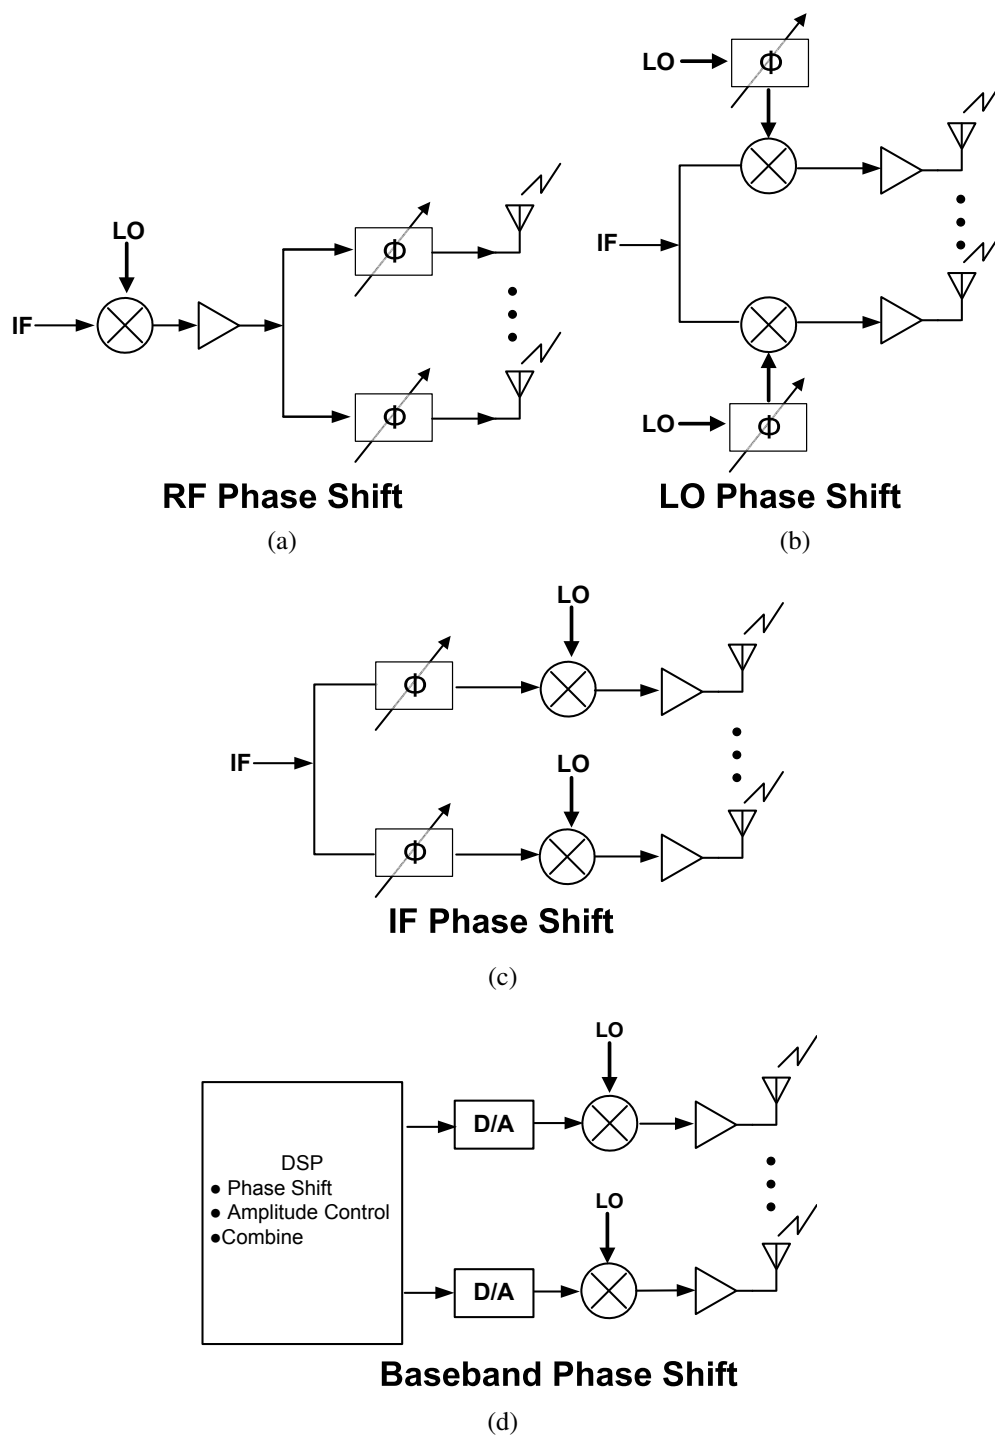 LO
IF
Φ
Φ
RF Phase Shift
(a)
LO
Φ
IF
LO
Φ
LO Phase Shift
(b)
LO
Φ
IF
LO
Φ
IF Phase Shift
(c)
LO
D/A
DSP
● Phase Shift
● Amplitude Control
●Combine
LO
D/A
Baseband Phase Shift
(d)